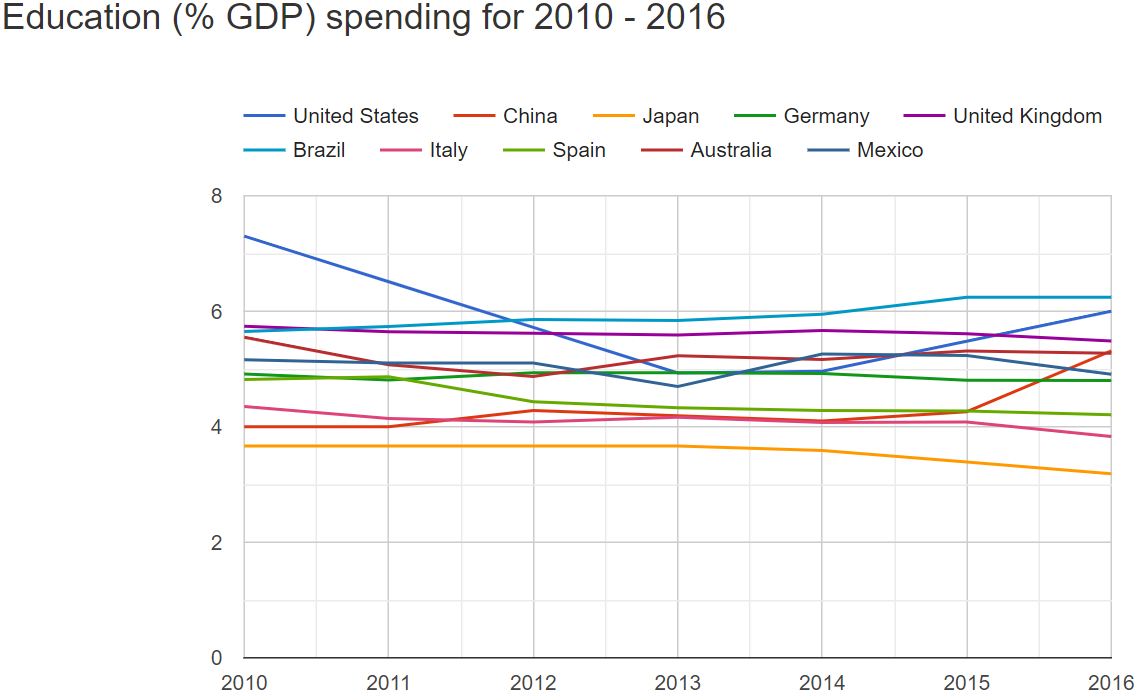 Education (% GDP) spending for 2010 - 2016
United States China Japan Germany United Kingdom
Brazil Italy Spain Australia Mexico
8
6
4
2
0
2010 2011 2012 2013 2014 2015 2016